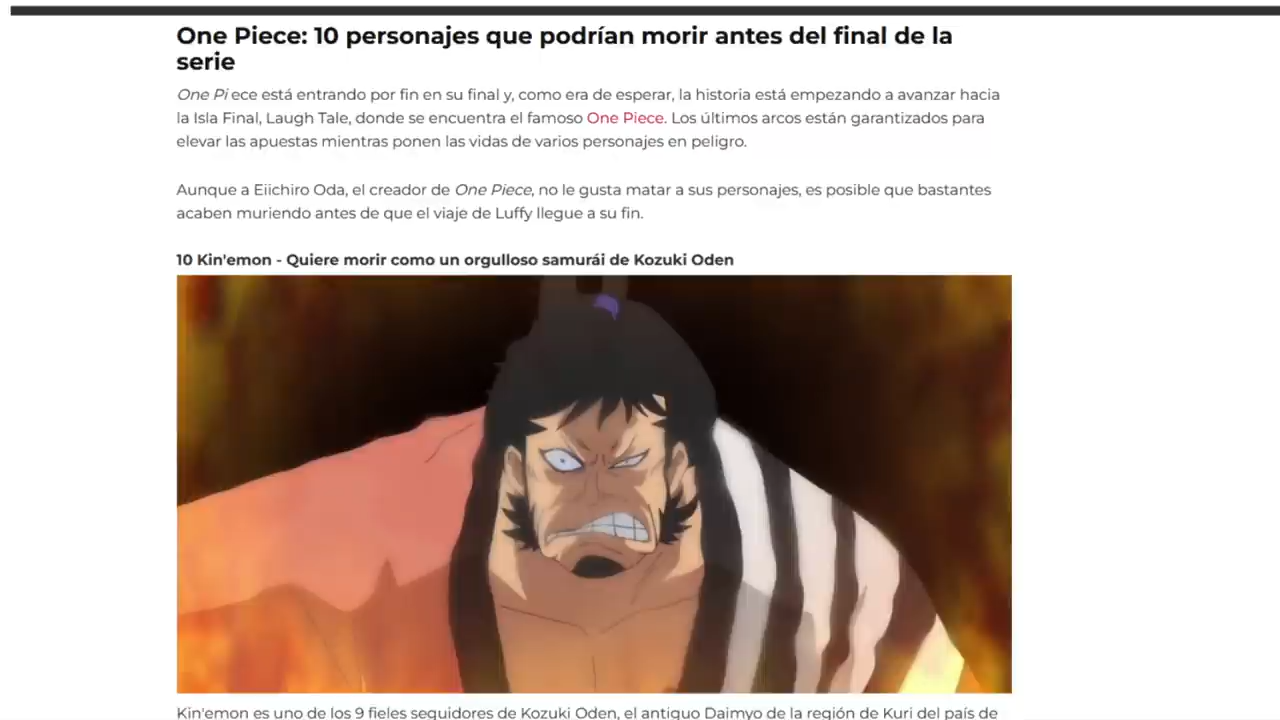 One Piece: 10 personajes que podrían morir antes del final de la
serie
One Pi ece está entrando por fin en su final y, como era de esperar, la historia está empezando a avanzar hacia
la Isla Final, Laugh Tale, donde se encuentra el famoso One Piece. Los últimos arcos están garantizados para
elevar las apuestas mientras ponen las vidas de varios personajes en peligro.
Aunque a Eiichiro Oda, el creador de One Piece, no le gusta matar a sus personajes, es posible que bastantes
acaben muriendo antes de que el viaje de Luffy llegue a su fin.
10 Kin'emon - Quiere morir como un orgulloso samurái de Kozuki Oden
Kin'emon es uno de los 9 fieles seguidores de Kozuki Oden, el antiguo Daimyo de la región de Kuri del país de